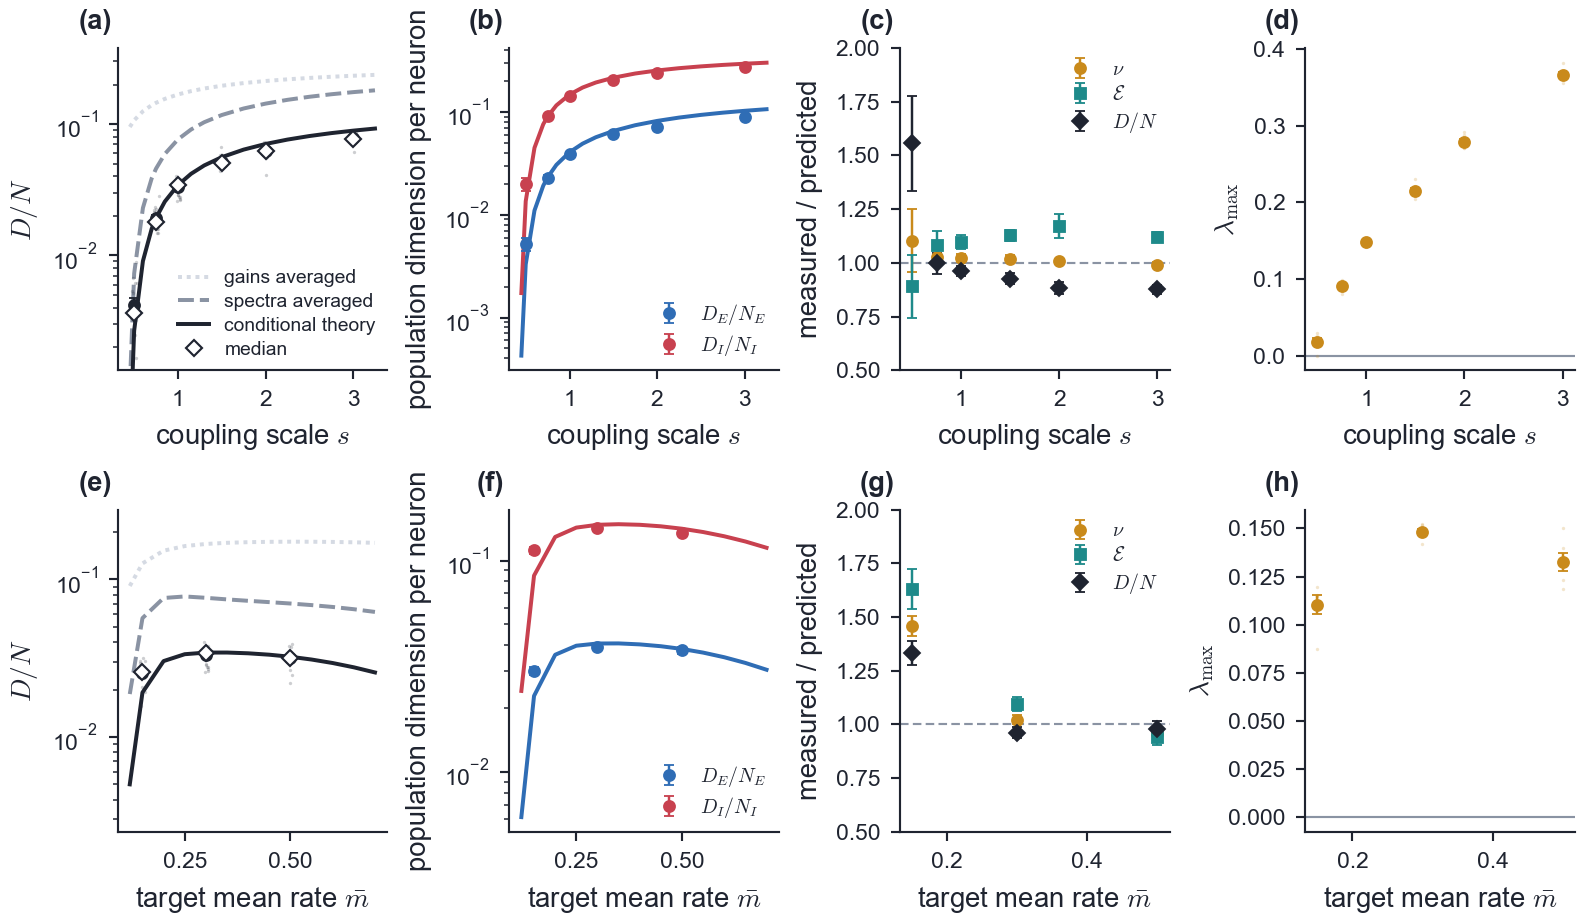 (a)
D/N
10⁻¹
10⁻²
gains averaged
spectra averaged
conditional theory
median
1 2 3
coupling scale s
(b)
population dimension per neuron
10⁻¹
10⁻²
10⁻³
D_E/N_E
D_I/N_I
1 2 3
coupling scale s
(c)
measured / predicted
2.00
1.75
1.50
1.25
1.00
0.75
0.50
ν
ℰ
D/N
1 2 3
coupling scale s
(d)
λ_max
0.4
0.3
0.2
0.1
0.0
1 2 3
coupling scale s
(e)
D/N
10⁻¹
10⁻²
0.25 0.50
target mean rate m̄
(f)
population dimension per neuron
10⁻¹
10⁻²
D_E/N_E
D_I/N_I
0.25 0.50
target mean rate m̄
(g)
measured / predicted
2.00
1.75
1.50
1.25
1.00
0.75
0.50
ν
ℰ
D/N
0.2 0.4
target mean rate m̄
(h)
λ_max
0.150
0.125
0.100
0.075
0.050
0.025
0.000
0.2 0.4
target mean rate m̄